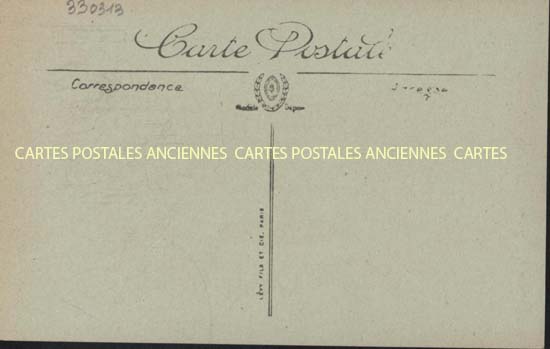 330313
Carte Postale
Correspondance
CARTES POSTALES ANCIENNES CARTES POSTALES ANCIENNES CARTES
LÉVY FILS ET CIE, PARIS